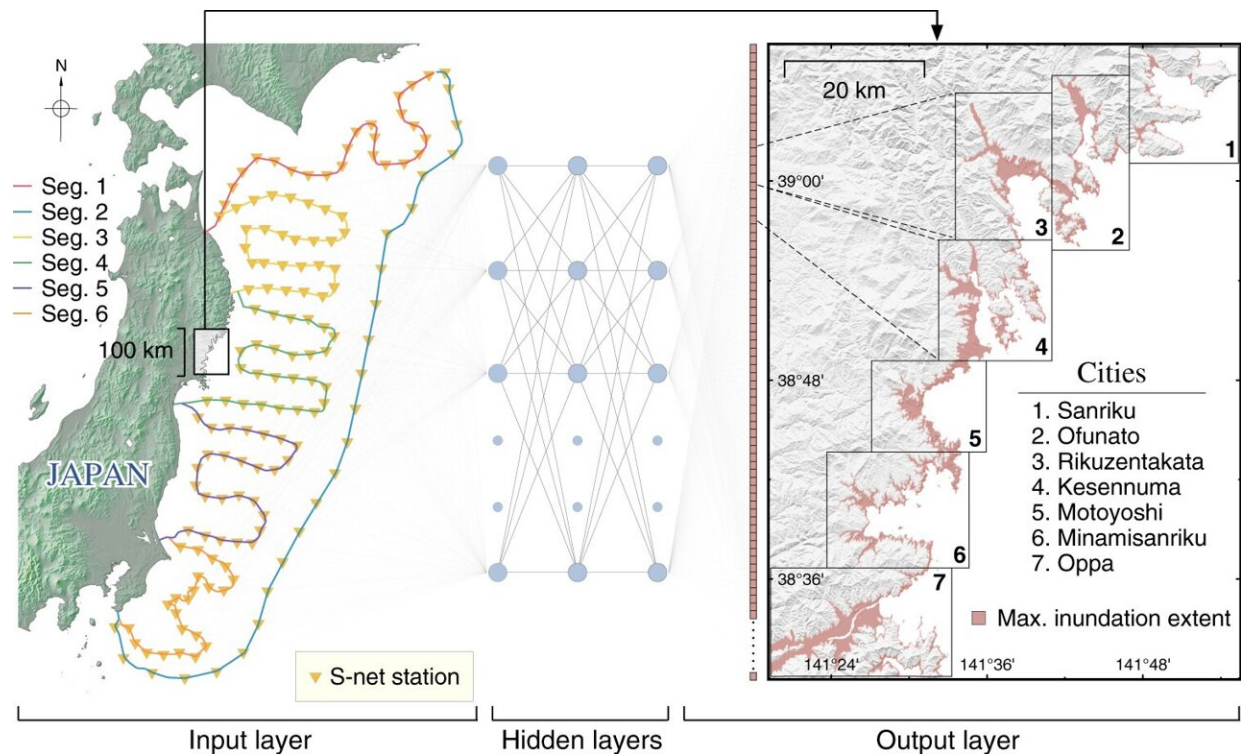 N
Seg. 1
Seg. 2
Seg. 3
Seg. 4
Seg. 5
Seg. 6
100 km
JAPAN
S-net station
20 km
39°00'
38°48'
38°36'
141°24'
141°36'
141°48'
1
2
3
4
5
6
7
Cities
1. Sanriku
2. Ofunato
3. Rikuzentakata
4. Kesennuma
5. Motoyoshi
6. Minamisanriku
7. Oppa
Max. inundation extent
Input layer
Hidden layers
Output layer